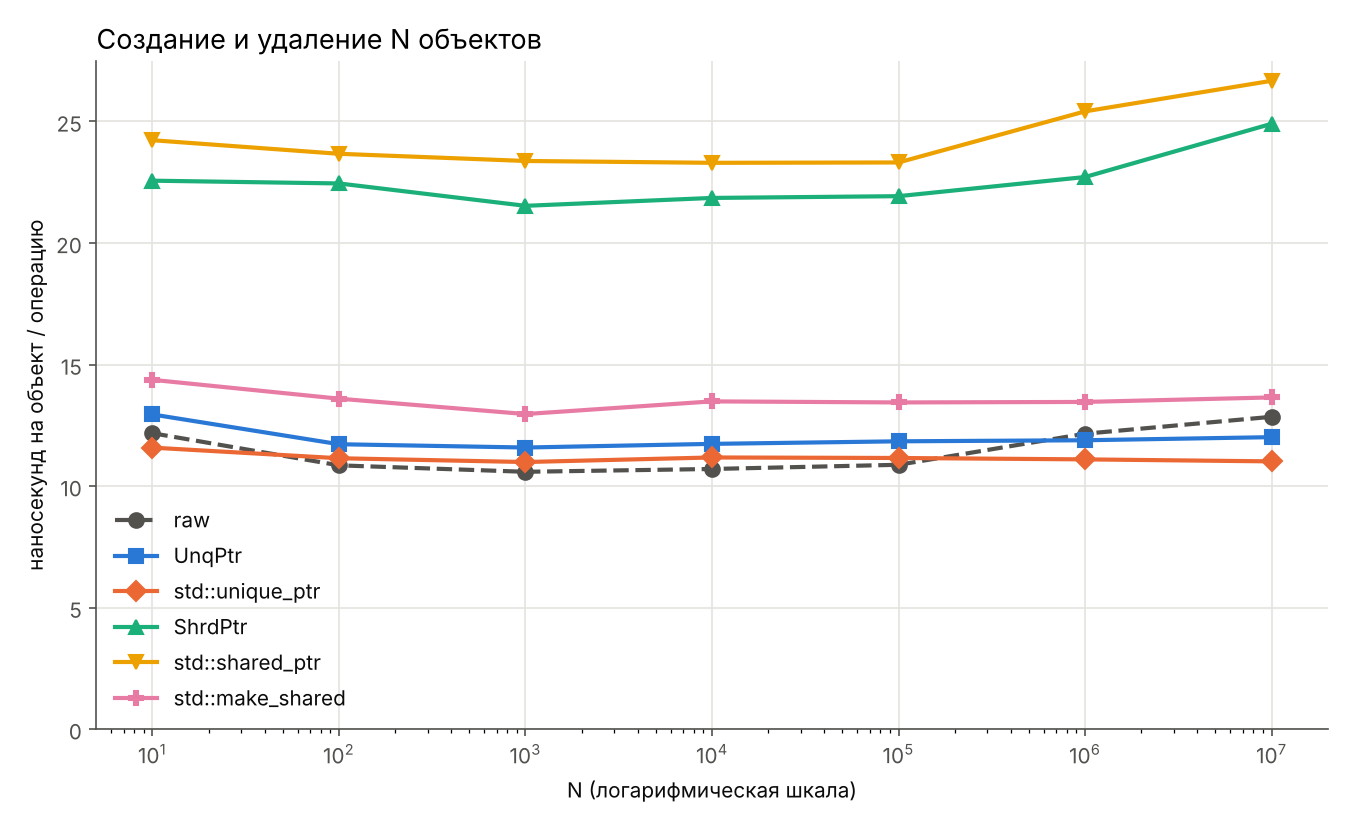 Создание и удаление N объектов
наносекунд на объект / операцию
25
20
15
10
5
0
raw
UnqPtr
std::unique_ptr
ShrdPtr
std::shared_ptr
std::make_shared
10¹ 10² 10³ 10⁴ 10⁵ 10⁶ 10⁷
N (логарифмическая шкала)